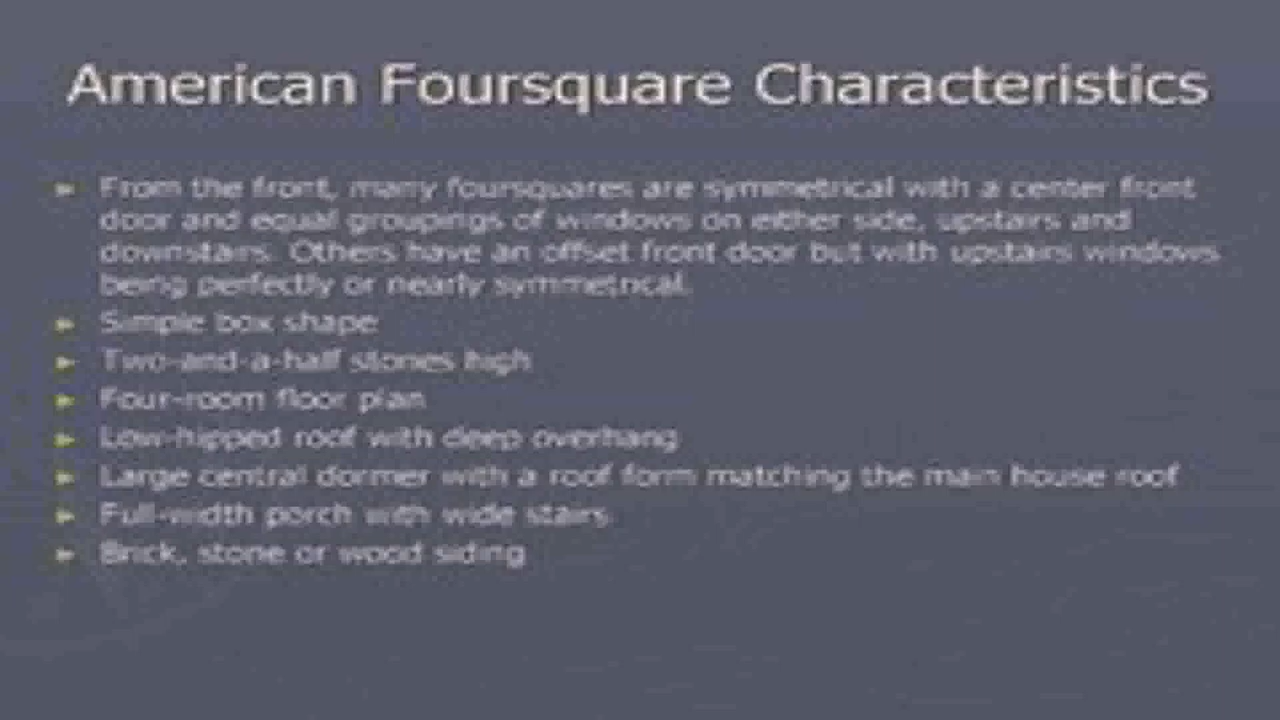 American Foursquare Characteristics
From the front, many foursquares are symmetrical with a center front
door and equal groupings of windows on either side, upstairs and
downstairs. Others have an offset front door but with upstairs windows
being perfectly or nearly symmetrical.
Simple box shape
Two-and-a-half stories high
Four-room floor plan
Low-hipped roof with deep overhang
Large central dormer with a roof form matching the main house roof
Full-width porch with wide stairs
Brick, stone or wood siding